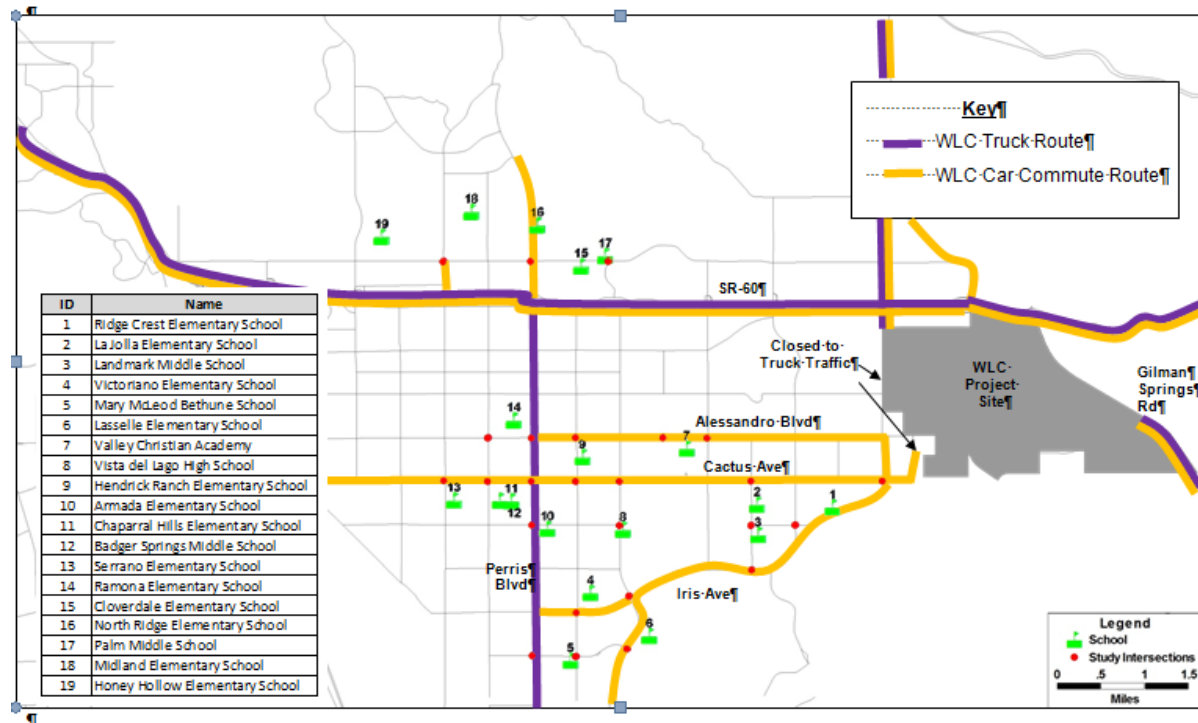 ¶
Key¶
WLC·Truck·Route¶
WLC·Car·Commute·Route¶
18
19
16
17
15
SR-60¶
ID Name
1 Ridge Crest Elementary School
2 La Jolla Elementary School
3 Landmark Middle School
4 Victoriano Elementary School
5 Mary McLeod Bethune School
6 Lasselle Elementary School
7 Valley Christian Academy
8 Vista del Lago High School
9 Hendrick Ranch Elementary School
10 Armada Elementary School
11 Chaparral Hills Elementary School
12 Badger Springs Middle School
13 Serrano Elementary School
14 Ramona Elementary School
15 Cloverdale Elementary School
16 North Ridge Elementary School
17 Palm Middle School
18 Midland Elementary School
19 Honey Hollow Elementary School
Closed·to·
Truck·Traffic¶
WLC·
Project·
Site¶
Gilman¶
Springs¶
Rd¶
14
Alessandro·Blvd¶
9
7
Cactus·Ave¶
13
11
12
10
8
2
1
3
Perris¶
Blvd¶
4
Iris·Ave¶
6
5
Legend
School
Study Intersections
0 .5 1 1.5
Miles
¶